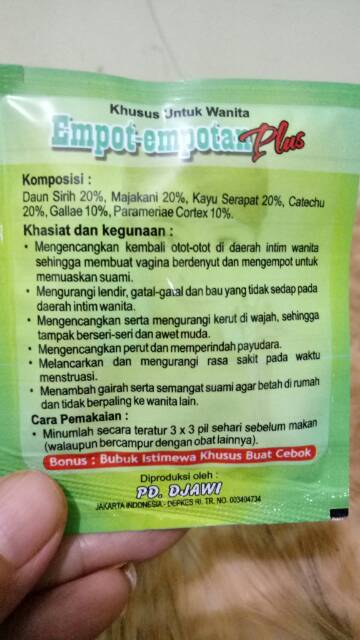 Khusus Untuk Wanita
Empot-empotan Plus
Komposisi :
Daun Sirih 20%, Majakani 20%, Kayu Serapat 20%, Catechu
20%, Gallae 10%, Parameriae Cortex 10%.
Khasiat dan kegunaan :
• Mengencangkan kembali otot-otot di daerah intim wanita
sehingga membuat vagina berdenyut dan mengempot untuk
memuaskan suami.
• Mengurangi lendir, gatal-gatal dan bau yang tidak sedap pada
daerah intim wanita.
• Mengencangkan serta mengurangi kerut di wajah, sehingga
tampak berseri-seri dan awet muda.
• Mengencangkan perut dan memperindah payudara.
• Melancarkan dan mengurangi rasa sakit pada waktu
menstruasi.
• Menambah gairah serta semangat suami agar betah di rumah
dan tidak berpaling ke wanita lain.
Cara Pemakaian :
• Minumlah secara teratur 3 x 3 pil sehari sebelum makan
(walaupun bercampur dengan obat lainnya).
Bonus : Bubuk Istimewa Khusus Buat Cebok
Diproduksi oleh :
PD. DJAWI
JAKARTA INDONESIA - DEPKES RI. TR. NO. 003404734